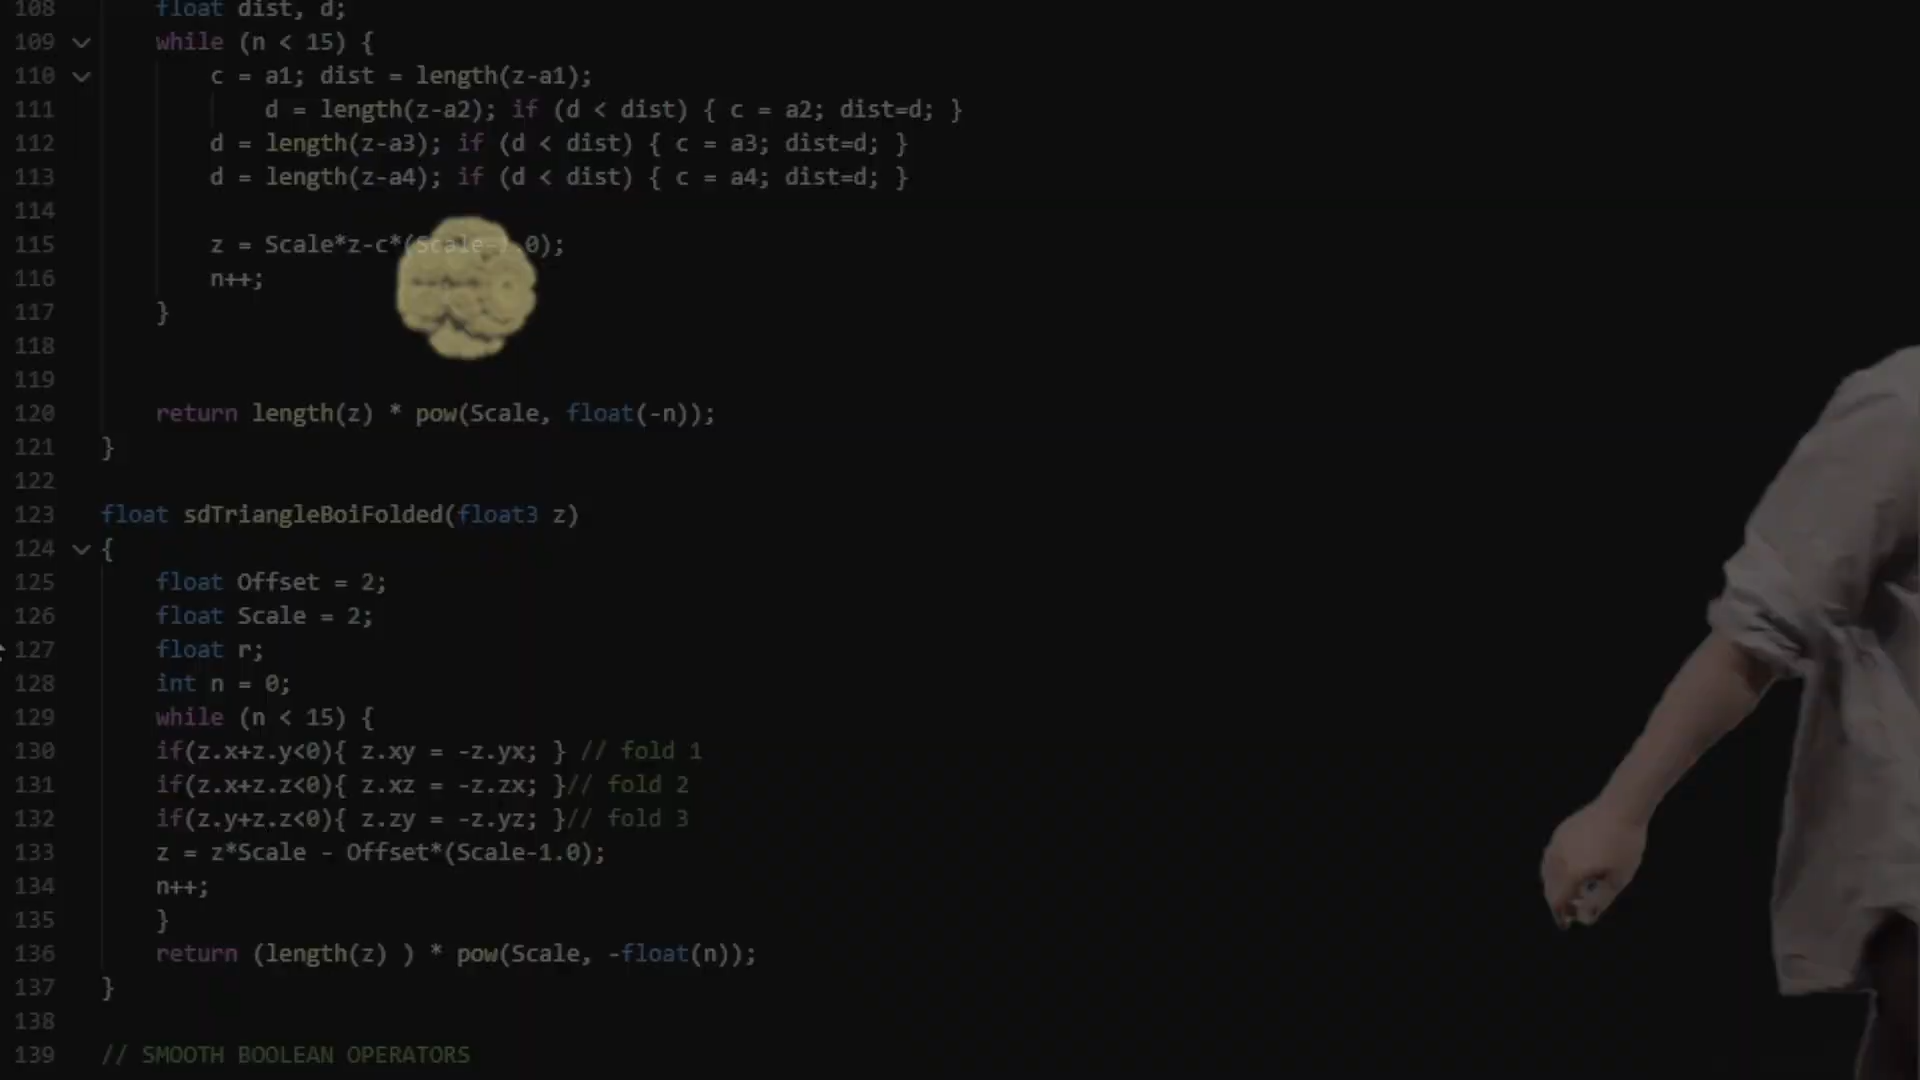 108 float dist, d;
109 while (n < 15) {
110 c = a1; dist = length(z-a1);
111 d = length(z-a2); if (d < dist) { c = a2; dist=d; }
112 d = length(z-a3); if (d < dist) { c = a3; dist=d; }
113 d = length(z-a4); if (d < dist) { c = a4; dist=d; }
114
115 z = Scale*z-c*(Scale-1.0);
116 n++;
117 }
118
119
120 return length(z) * pow(Scale, float(-n));
121 }
122
123 float sdTriangleBoiFolded(float3 z)
124 {
125 float Offset = 2;
126 float Scale = 2;
127 float r;
128 int n = 0;
129 while (n < 15) {
130 if(z.x+z.y<0){ z.xy = -z.yx; } // fold 1
131 if(z.x+z.z<0){ z.xz = -z.zx; }// fold 2
132 if(z.y+z.z<0){ z.zy = -z.yz; }// fold 3
133 z = z*Scale - Offset*(Scale-1.0);
134 n++;
135 }
136 return (length(z) ) * pow(Scale, -float(n));
137 }
138
139 // SMOOTH BOOLEAN OPERATORS